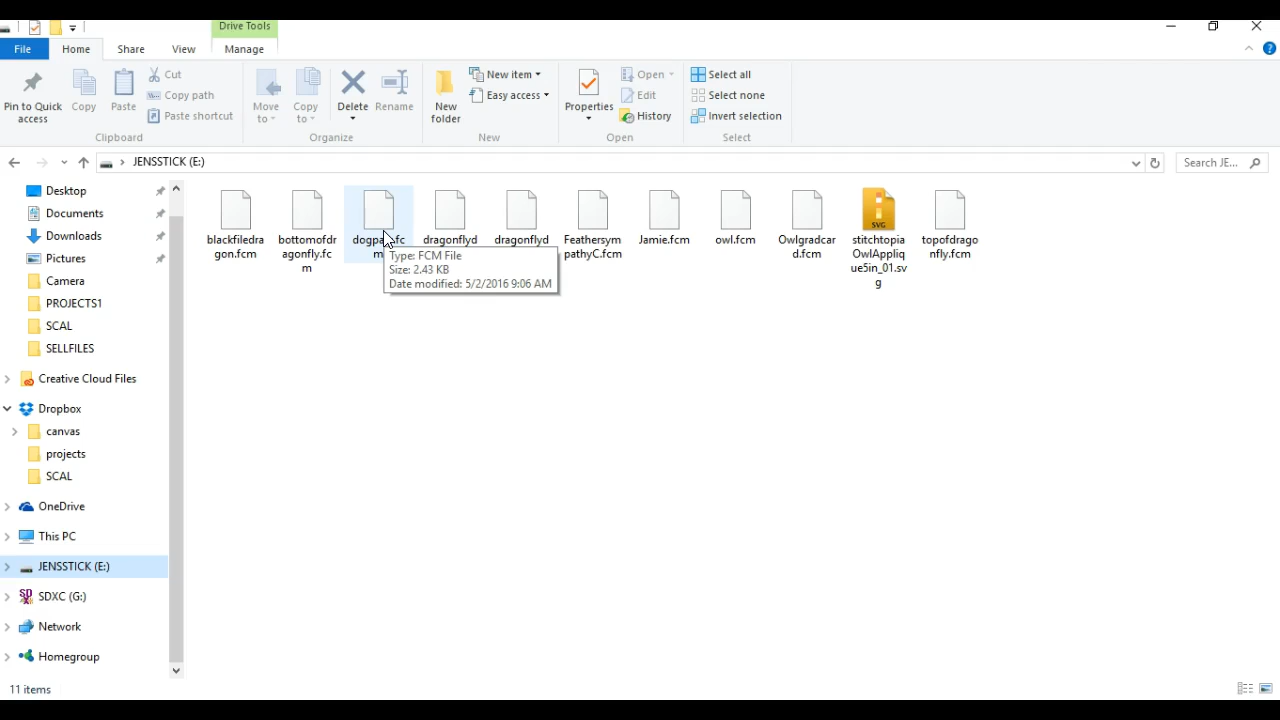 Drive Tools
File Home Share View Manage
Pin to Quick access
Copy
Paste
Cut
Copy path
Paste shortcut
Clipboard
Move to
Copy to
Delete
Rename
Organize
New folder
New item
Easy access
New
Properties
Open
Edit
History
Open
Select all
Select none
Invert selection
Select
JENSSTICK (E:)
Search JE...
Desktop
Documents
Downloads
Pictures
Camera
PROJECTS1
SCAL
SELLFILES
Creative Cloud Files
Dropbox
canvas
projects
SCAL
OneDrive
This PC
JENSSTICK (E:)
SDXC (G:)
Network
Homegroup
blackfiledra
gon.fcm
bottomofdr
agonfly.fc
m
m
dragonflyd
dragonflyd
Feathersym
pathyC.fcm
Jamie.fcm
owl.fcm
Owlgradcar
d.fcm
SVG
stitchtopia
OwlAppliq
ue5in_01.sv
g
topofdrago
nfly.fcm
Type: FCM File
Size: 2.43 KB
Date modified: 5/2/2016 9:06 AM
11 items